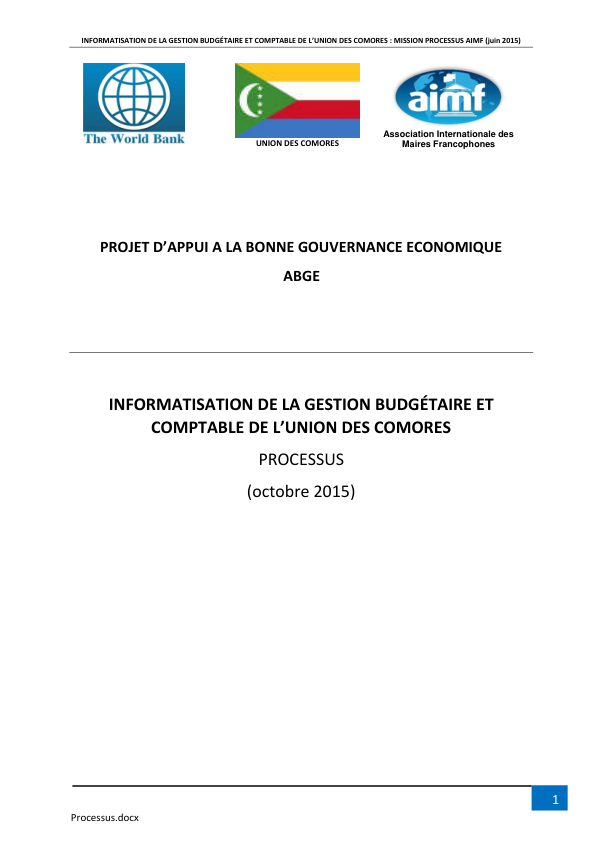 INFORMATISATION DE LA GESTION BUDGÉTAIRE ET COMPTABLE DE L'UNION DES COMORES : MISSION PROCESSUS AIMF (juin 2015)
The World Bank
UNION DES COMORES
aimf
Association Internationale des
Maires Francophones
PROJET D'APPUI A LA BONNE GOUVERNANCE ECONOMIQUE
ABGE
INFORMATISATION DE LA GESTION BUDGÉTAIRE ET
COMPTABLE DE L'UNION DES COMORES
PROCESSUS
(octobre 2015)
1
Processus.docx